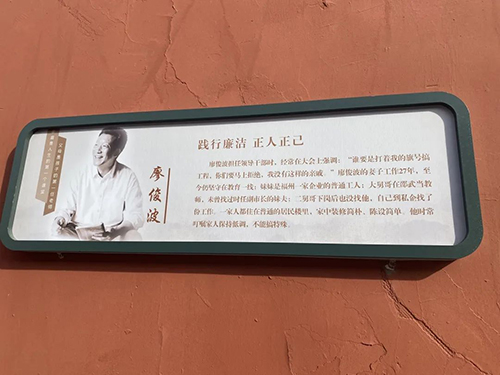 践行廉洁 正人正己
廖俊波担任领导干部时，经常在大会上强调：“谁要是打着我的旗号搞
工程，你们要马上拒绝，我没有这样的亲戚。”廖俊波的妻子工作27年，至
今仍坚守在教育一线；妹妹是福州一家企业的普通工人；大舅哥在邵武当教
师，未曾找过时任副市长的妹夫；二舅哥下岗后也没找他，自己到私企找了
份工作。一家人都住在普通的居民楼里，家中装修简朴、陈设简单。他时常
叮嘱家人保持低调，不能搞特殊。
廖俊波